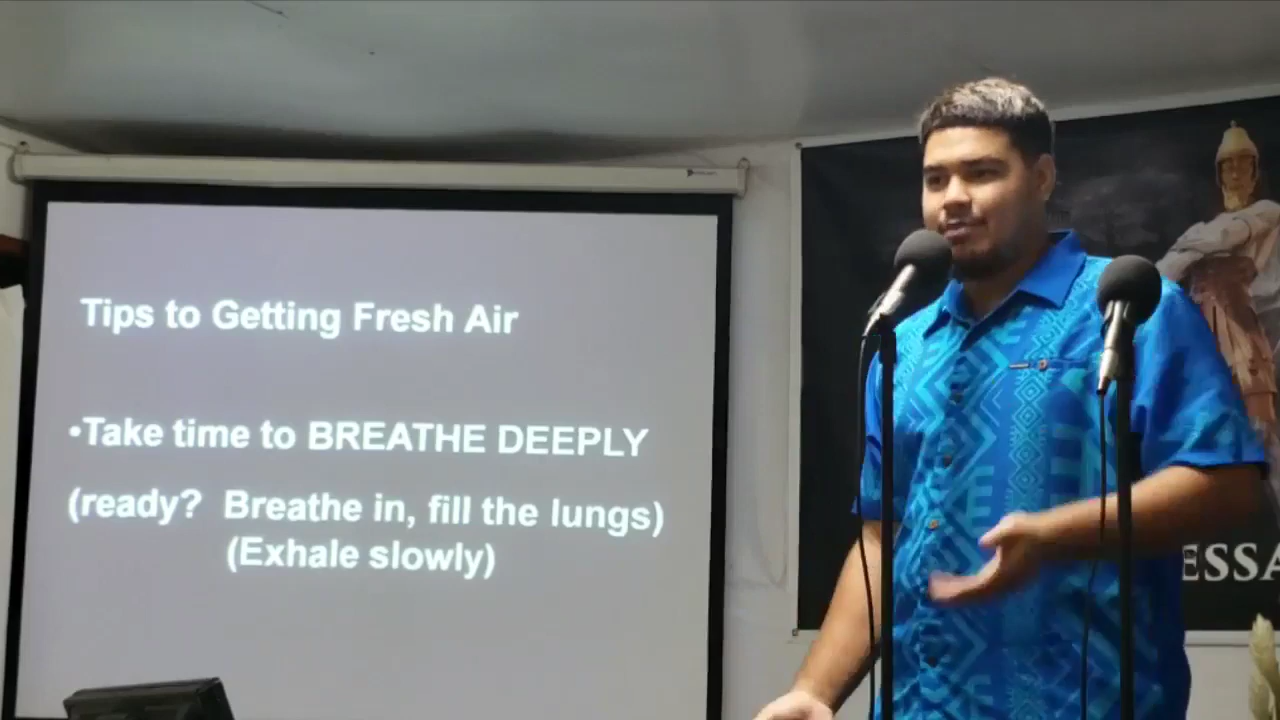 Tips to Getting Fresh Air
•Take time to BREATHE DEEPLY
(ready?  Breathe in, fill the lungs)
(Exhale slowly)
ESSA